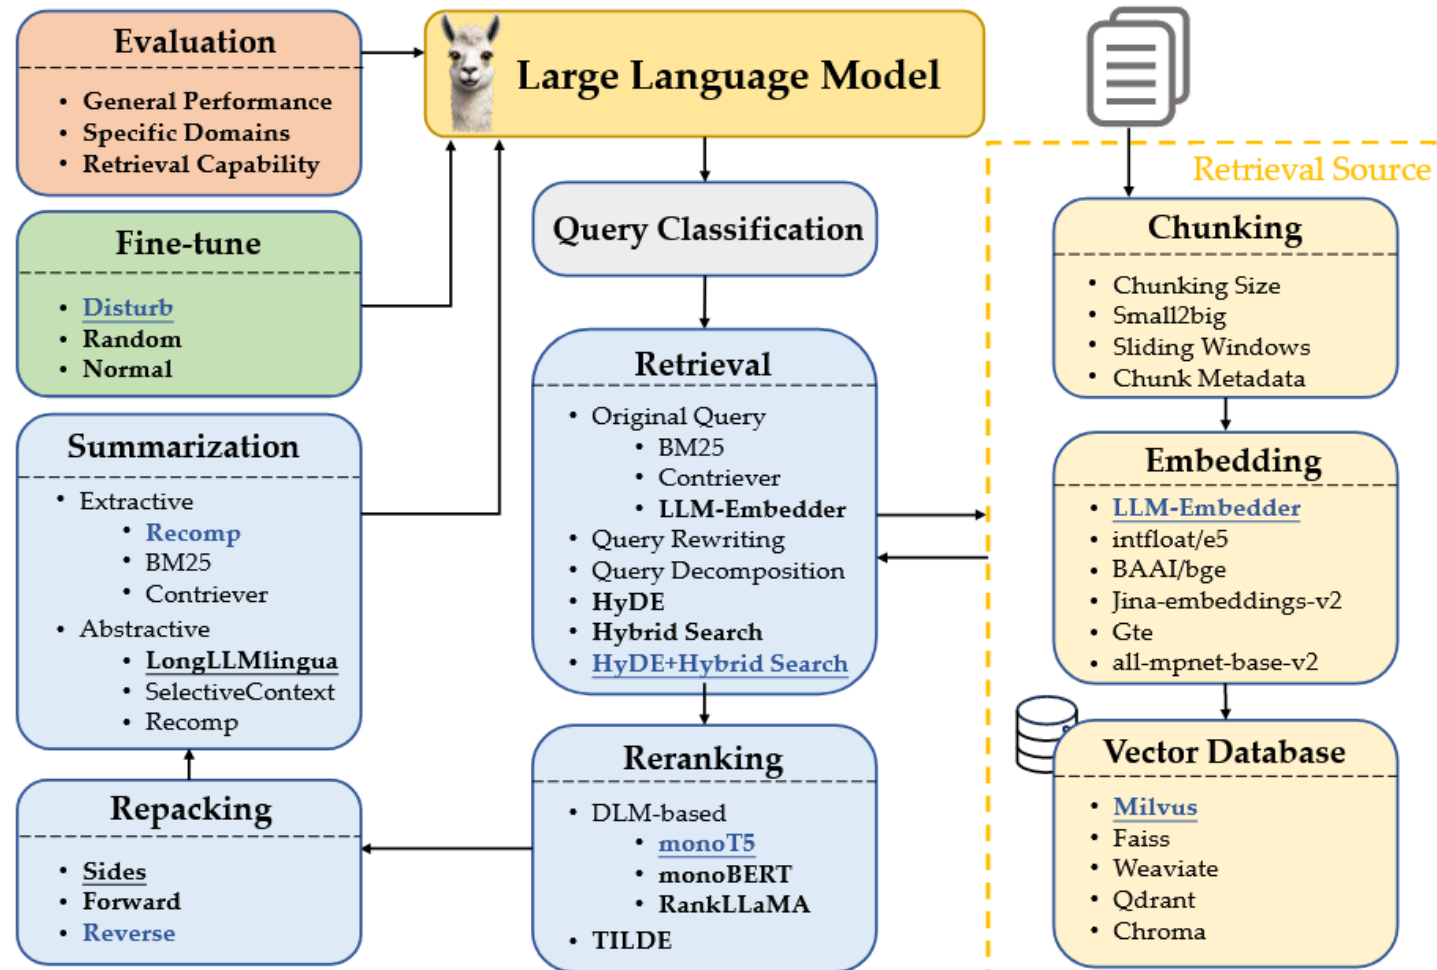 Evaluation
• General Performance
• Specific Domains
• Retrieval Capability
Large Language Model
Fine-tune
• Disturb
• Random
• Normal
Query Classification
Summarization
• Extractive
• Recomp
• BM25
• Contriever
• Abstractive
• LongLLMlingua
• SelectiveContext
• Recomp
Retrieval
• Original Query
• BM25
• Contriever
• LLM-Embedder
• Query Rewriting
• Query Decomposition
• HyDE
• Hybrid Search
• HyDE+Hybrid Search
Repacking
• Sides
• Forward
• Reverse
Reranking
• DLM-based
• monoT5
• monoBERT
• RankLLaMA
• TILDE
Retrieval Source
Chunking
• Chunking Size
• Small2big
• Sliding Windows
• Chunk Metadata
Embedding
• LLM-Embedder
• intfloat/e5
• BAAI/bge
• Jina-embeddings-v2
• Gte
• all-mpnet-base-v2
Vector Database
• Milvus
• Faiss
• Weaviate
• Qdrant
• Chroma